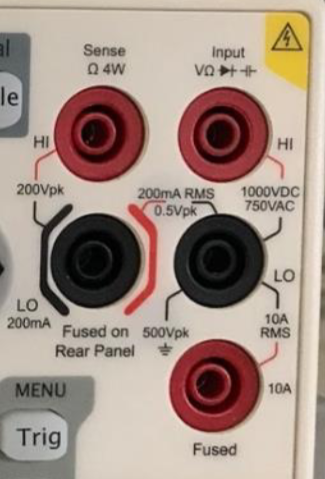 al
Sense
Ω 4W
Input
VΩ
le
HI
HI
200Vpk
200mA RMS
0.5Vpk
1000VDC
750VAC
LO
200mA
LO
Fused on
Rear Panel
500Vpk
10A
RMS
MENU
10A
Trig
Fused